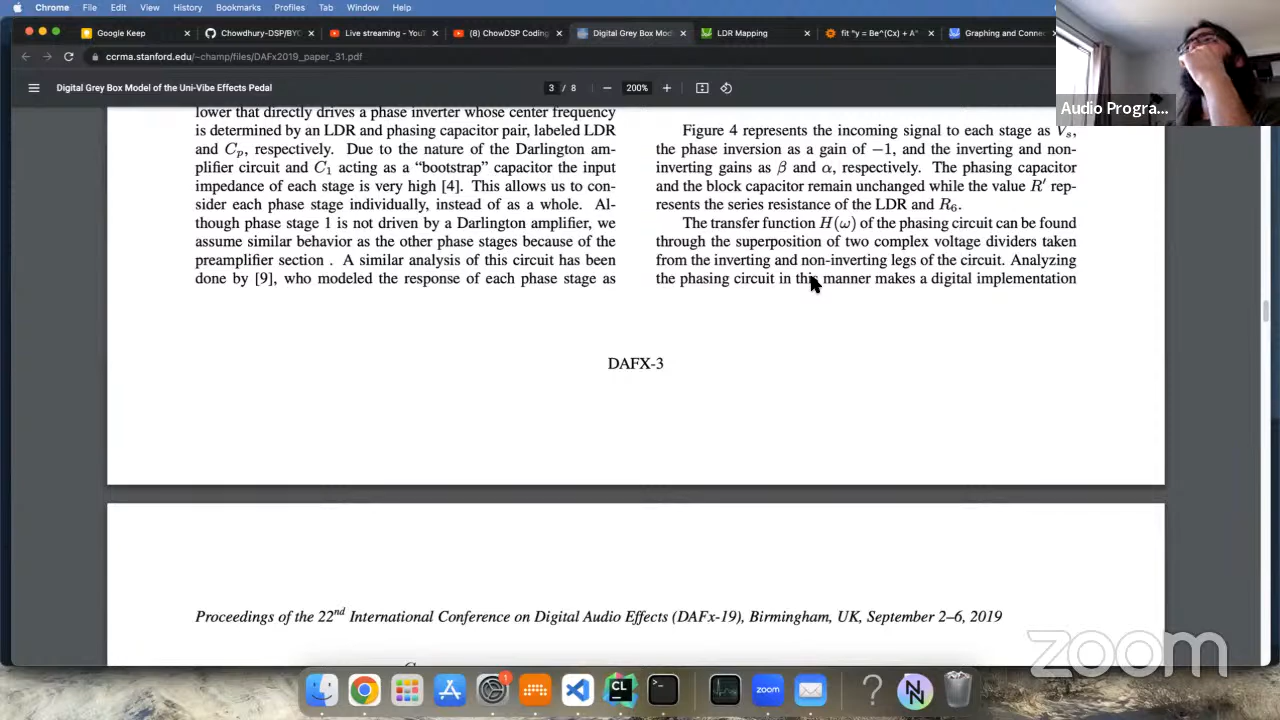 Chrome File Edit View History Bookmarks Profiles Tab Window Help
Google Keep
Chowdhury-DSP/BYO
Live streaming - YouT
(8) ChowDSP Coding
Digital Grey Box Mode
LDR Mapping
fit "y = Be^(Cx) + A"
Graphing and Connec
ccrma.stanford.edu/~champ/files/DAFx2019_paper_31.pdf
Digital Grey Box Model of the Uni-Vibe Effects Pedal
3 / 8
200%
Audio Progra...
lower that directly drives a phase inverter whose center frequency
is determined by an LDR and phasing capacitor pair, labeled LDR
and Cp, respectively. Due to the nature of the Darlington am-
plifier circuit and C1 acting as a “bootstrap” capacitor the input
impedance of each stage is very high [4]. This allows us to con-
sider each phase stage individually, instead of as a whole. Al-
though phase stage 1 is not driven by a Darlington amplifier, we
assume similar behavior as the other phase stages because of the
preamplifier section . A similar analysis of this circuit has been
done by [9], who modeled the response of each phase stage as
Figure 4 represents the incoming signal to each stage as Vs,
the phase inversion as a gain of −1, and the inverting and non-
inverting gains as β and α, respectively. The phasing capacitor
and the block capacitor remain unchanged while the value R′ rep-
resents the series resistance of the LDR and R6.
The transfer function H(ω) of the phasing circuit can be found
through the superposition of two complex voltage dividers taken
from the inverting and non-inverting legs of the circuit. Analyzing
the phasing circuit in this manner makes a digital implementation
DAFX-3
Proceedings of the 22nd International Conference on Digital Audio Effects (DAFx-19), Birmingham, UK, September 2–6, 2019
zoom
1
CL
zoom